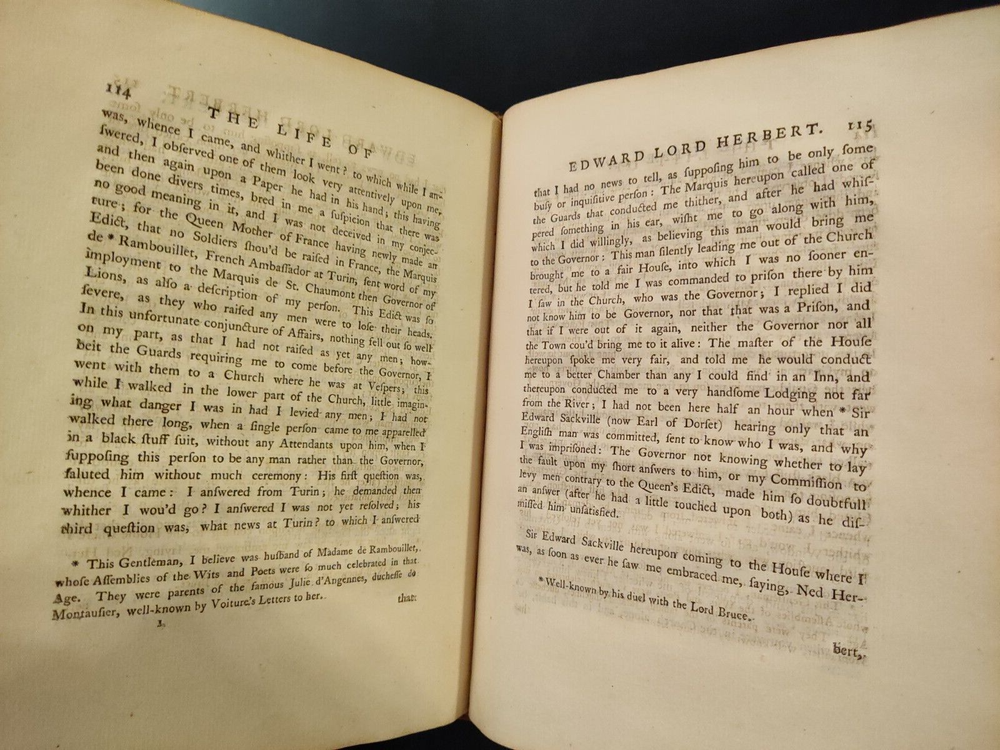 114
THE LIFE OF
was, whence I came, and whither I went? to which while I an-
ſwered, I obſerved one of them look very attentively upon me,
and then again upon a Paper he had in his hand; this having
been done divers times, bred in me a ſuſpicion that there was
no good meaning in it, and I was not deceived in my conjec-
ture; for the Queen Mother of France having newly made an
Edict, that no Soldiers ſhou'd be raiſed in France, the Marquis
de * Rambouillet, French Ambaſſador at Turin, ſent word of my
imployment to the Marquis de St. Chaumont then Governor of
Lions, as alſo a deſcription of my perſon. This Edict was ſo
ſevere, as they who raiſed any men were to loſe their heads.
In this unfortunate conjuncture of Affairs, nothing fell out ſo well
on my part, as that I had not raiſed as yet any men; how-
beit the Guards requiring me to come before the Governor, I
went with them to a Church where he was at Veſpers; this
while I walked in the lower part of the Church, little imagin-
ing what danger I was in had I levied any men; I had not
walked there long, when a ſingle perſon came to me apparelled
in a black ſtuff ſuit, without any Attendants upon him, when I
ſuppoſing this perſon to be any man rather than the Governor,
ſaluted him without much ceremony: His firſt queſtion was,
whence I came: I anſwered from Turin; he demanded then
whither I wou'd go? I anſwered I was not yet reſolved; his
third queſtion was, what news at Turin? to which I anſwered
* This Gentleman, I believe was huſband of Madame de Rambouillet,
whoſe Aſſemblies of the Wits and Poets were ſo much celebrated in that
Age. They were parents of the famous Julie d'Angennes, ducheſſe de
Montauſier, well-known by Voiture's Letters to her.
that
EDWARD LORD HERBERT. 115
that I had no news to tell, as ſuppoſing him to be only ſome
buſy or inquiſitive perſon: The Marquis hereupon called one of
the Guards that conducted me thither, and after he had whiſ-
pered ſomething in his ear, wiſht me to go along with him,
which I did willingly, as believing this man would bring me
to the Governor: This man ſilently leading me out of the Church
brought me to a fair Houſe, into which I was no ſooner en-
tered, but he told me I was commanded to priſon there by him
I ſaw in the Church, who was the Governor; I replied I did
not know him to be Governor, nor that that was a Priſon, and
that if I were out of it again, neither the Governor nor all
the Town cou'd bring me to it alive: The maſter of the Houſe
hereupon ſpoke me very fair, and told me he would conduct
me to a better Chamber than any I could find in an Inn, and
thereupon conducted me to a very handſome Lodging not far
from the River; I had not been here half an hour when * Sir
Edward Sackville (now Earl of Dorſet) hearing only that an
Engliſh man was committed, ſent to know who I was, and why
I was impriſoned: The Governor not knowing whether to lay
the fault upon my ſhort anſwers to him, or my Commiſſion to
levy men contrary to the Queen's Edict, made him ſo doubtfull
an anſwer (after he had a little touched upon both) as he diſ-
miſſed him unſatisfied.
Sir Edward Sackville hereupon coming to the Houſe where I
was, as ſoon as ever he ſaw me embraced me, ſaying, Ned Her-
* Well-known by his duel with the Lord Bruce.
bert,